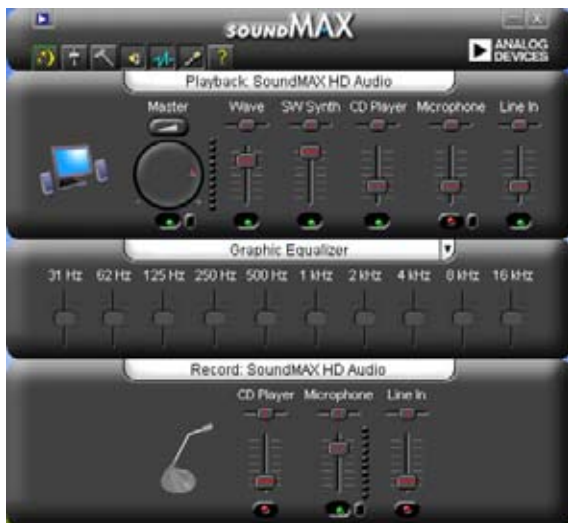 SOUNDMAX
ANALOG DEVICES
Playback: SoundMAX HD Audio
Master Wave SW Synth CD Player Microphone Line In
Graphic Equalizer
31 Hz 62 Hz 125 Hz 250 Hz 500 Hz 1 kHz 2 kHz 4 kHz 8 kHz 16 kHz
Record: SoundMAX HD Audio
CD Player Microphone Line In